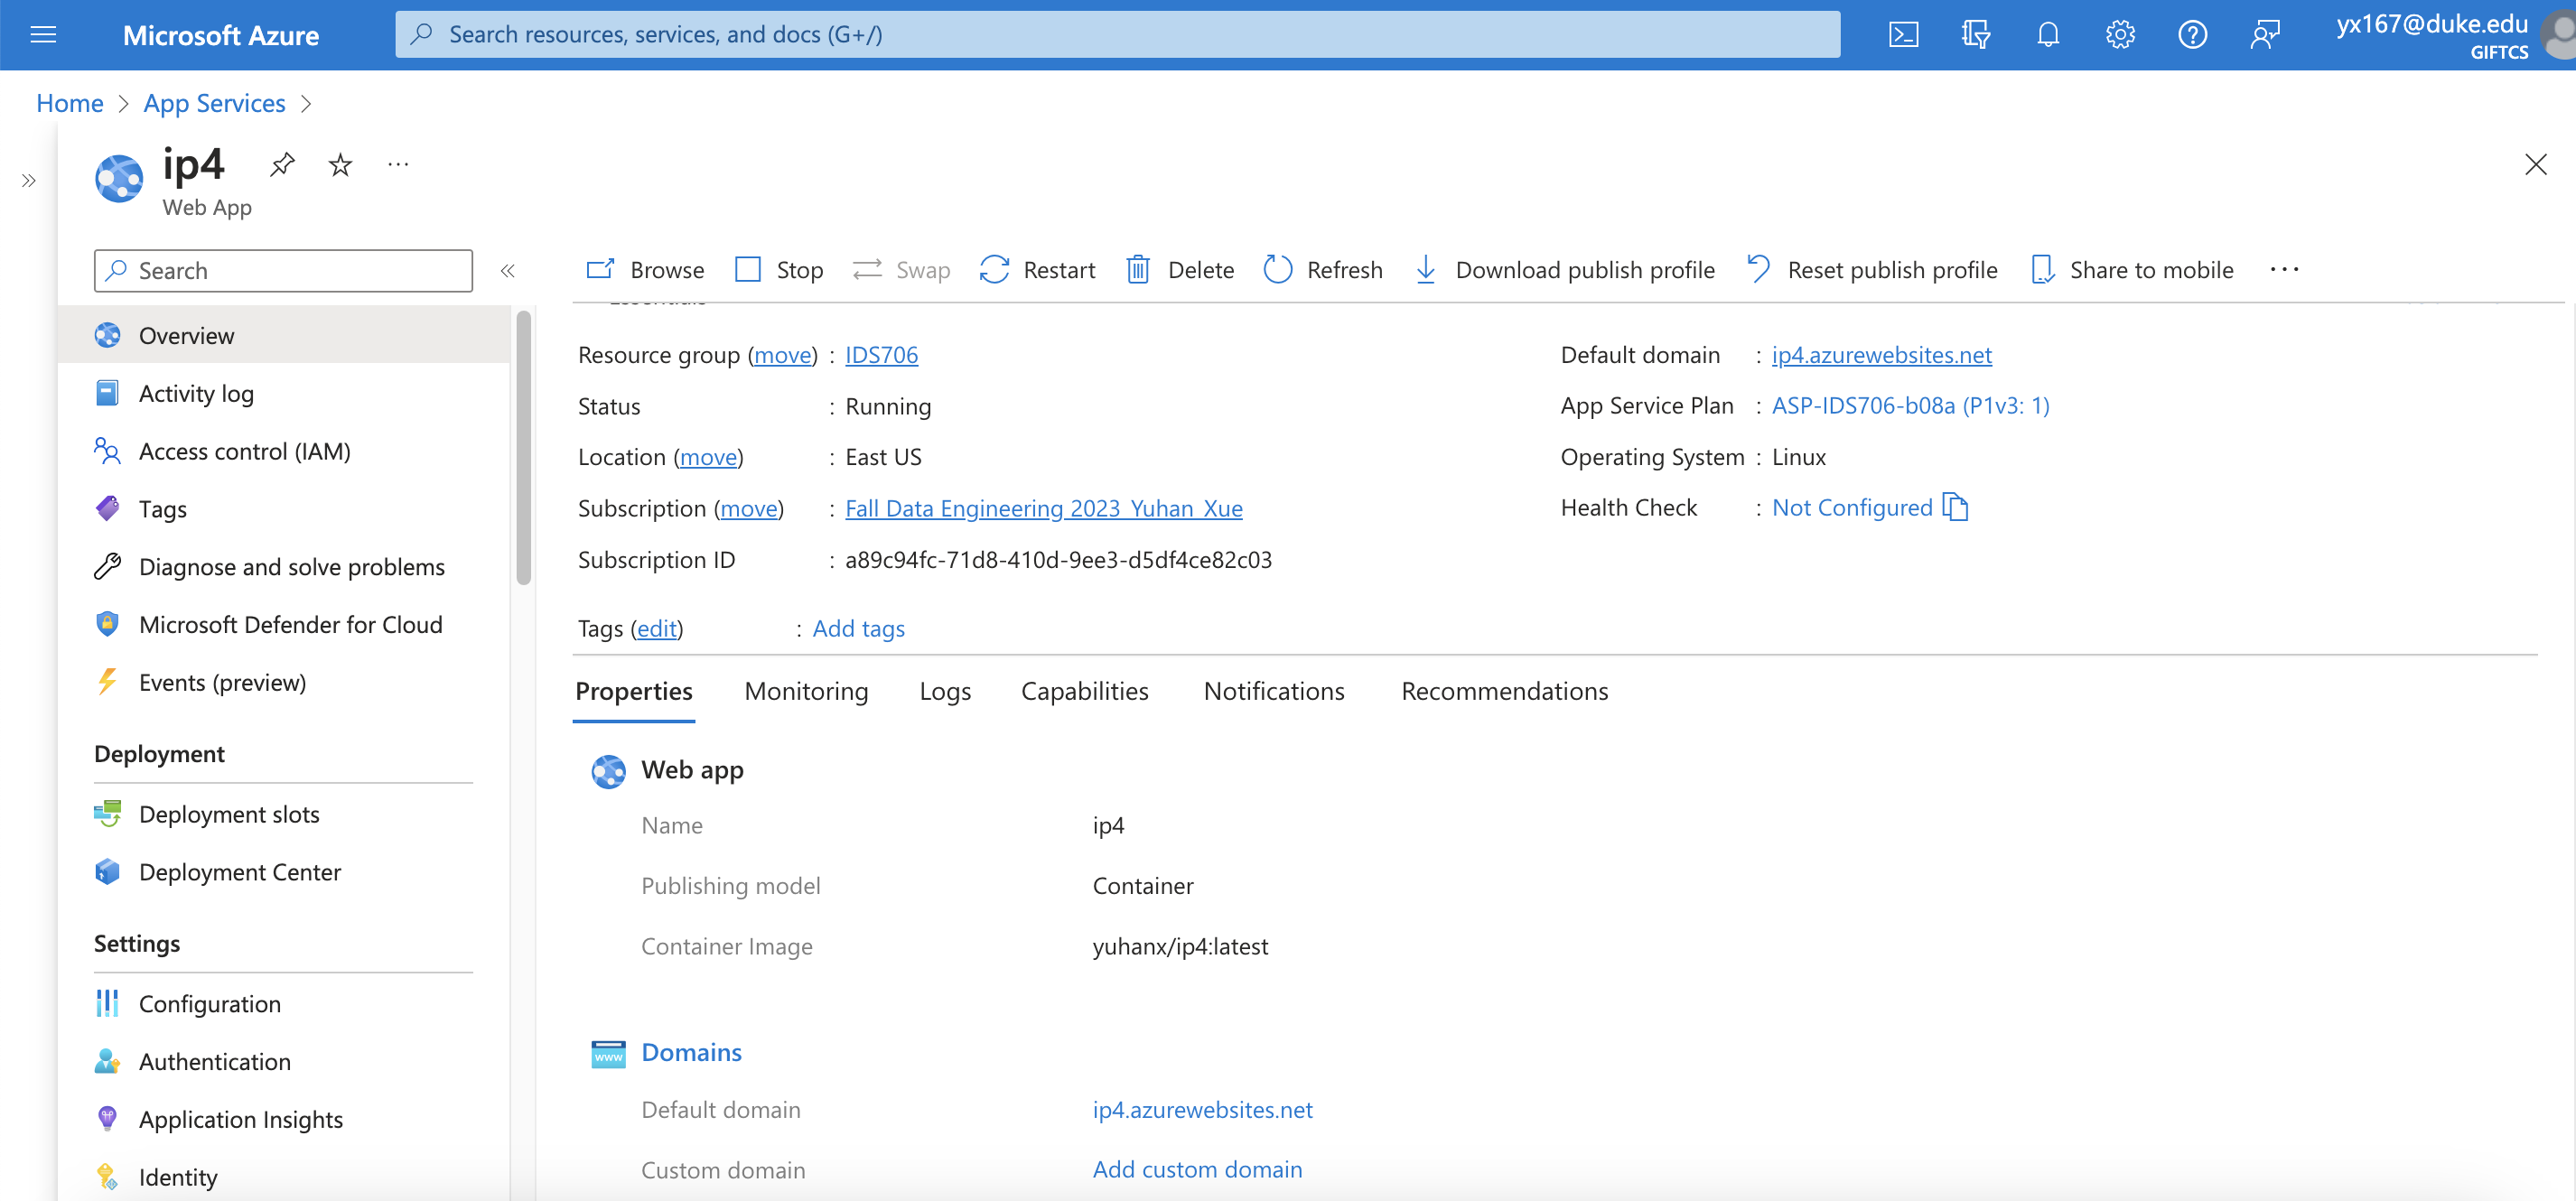 Microsoft Azure
Search resources, services, and docs (G+/)
yx167@duke.edu
GIFTCS
Home > App Services >
ip4
Web App
Search
Browse Stop Swap Restart Delete Refresh Download publish profile Reset publish profile Share to mobile
Overview
Activity log
Access control (IAM)
Tags
Diagnose and solve problems
Microsoft Defender for Cloud
Events (preview)
Deployment
Deployment slots
Deployment Center
Settings
Configuration
Authentication
Application Insights
Identity
Essentials
Resource group (move) : IDS706
Status : Running
Location (move) : East US
Subscription (move) : Fall Data Engineering 2023_Yuhan_Xue
Subscription ID : a89c94fc-71d8-410d-9ee3-d5df4ce82c03
Default domain : ip4.azurewebsites.net
App Service Plan : ASP-IDS706-b08a (P1v3: 1)
Operating System : Linux
Health Check : Not Configured
Tags (edit) : Add tags
Properties Monitoring Logs Capabilities Notifications Recommendations
Web app
Name ip4
Publishing model Container
Container Image yuhanx/ip4:latest
www
Domains
Default domain ip4.azurewebsites.net
Custom domain Add custom domain